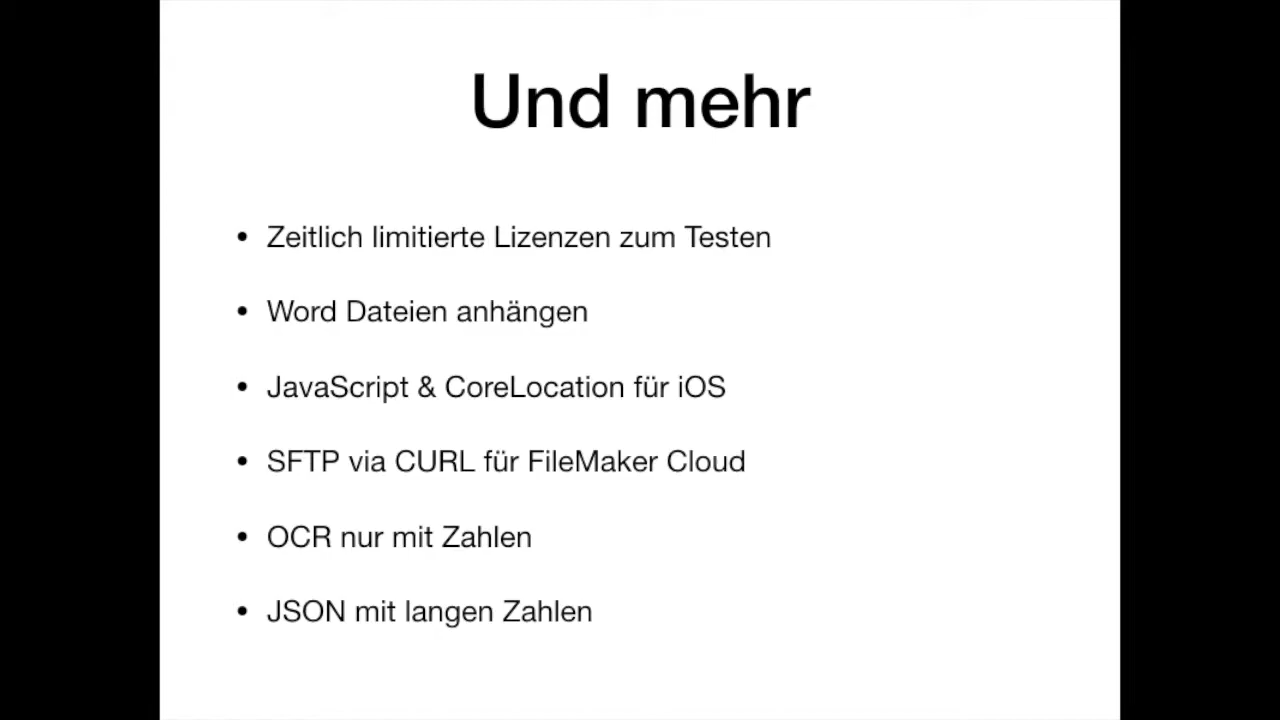 Und mehr
• Zeitlich limitierte Lizenzen zum Testen
• Word Dateien anhängen
• JavaScript & CoreLocation für iOS
• SFTP via CURL für FileMaker Cloud
• OCR nur mit Zahlen
• JSON mit langen Zahlen